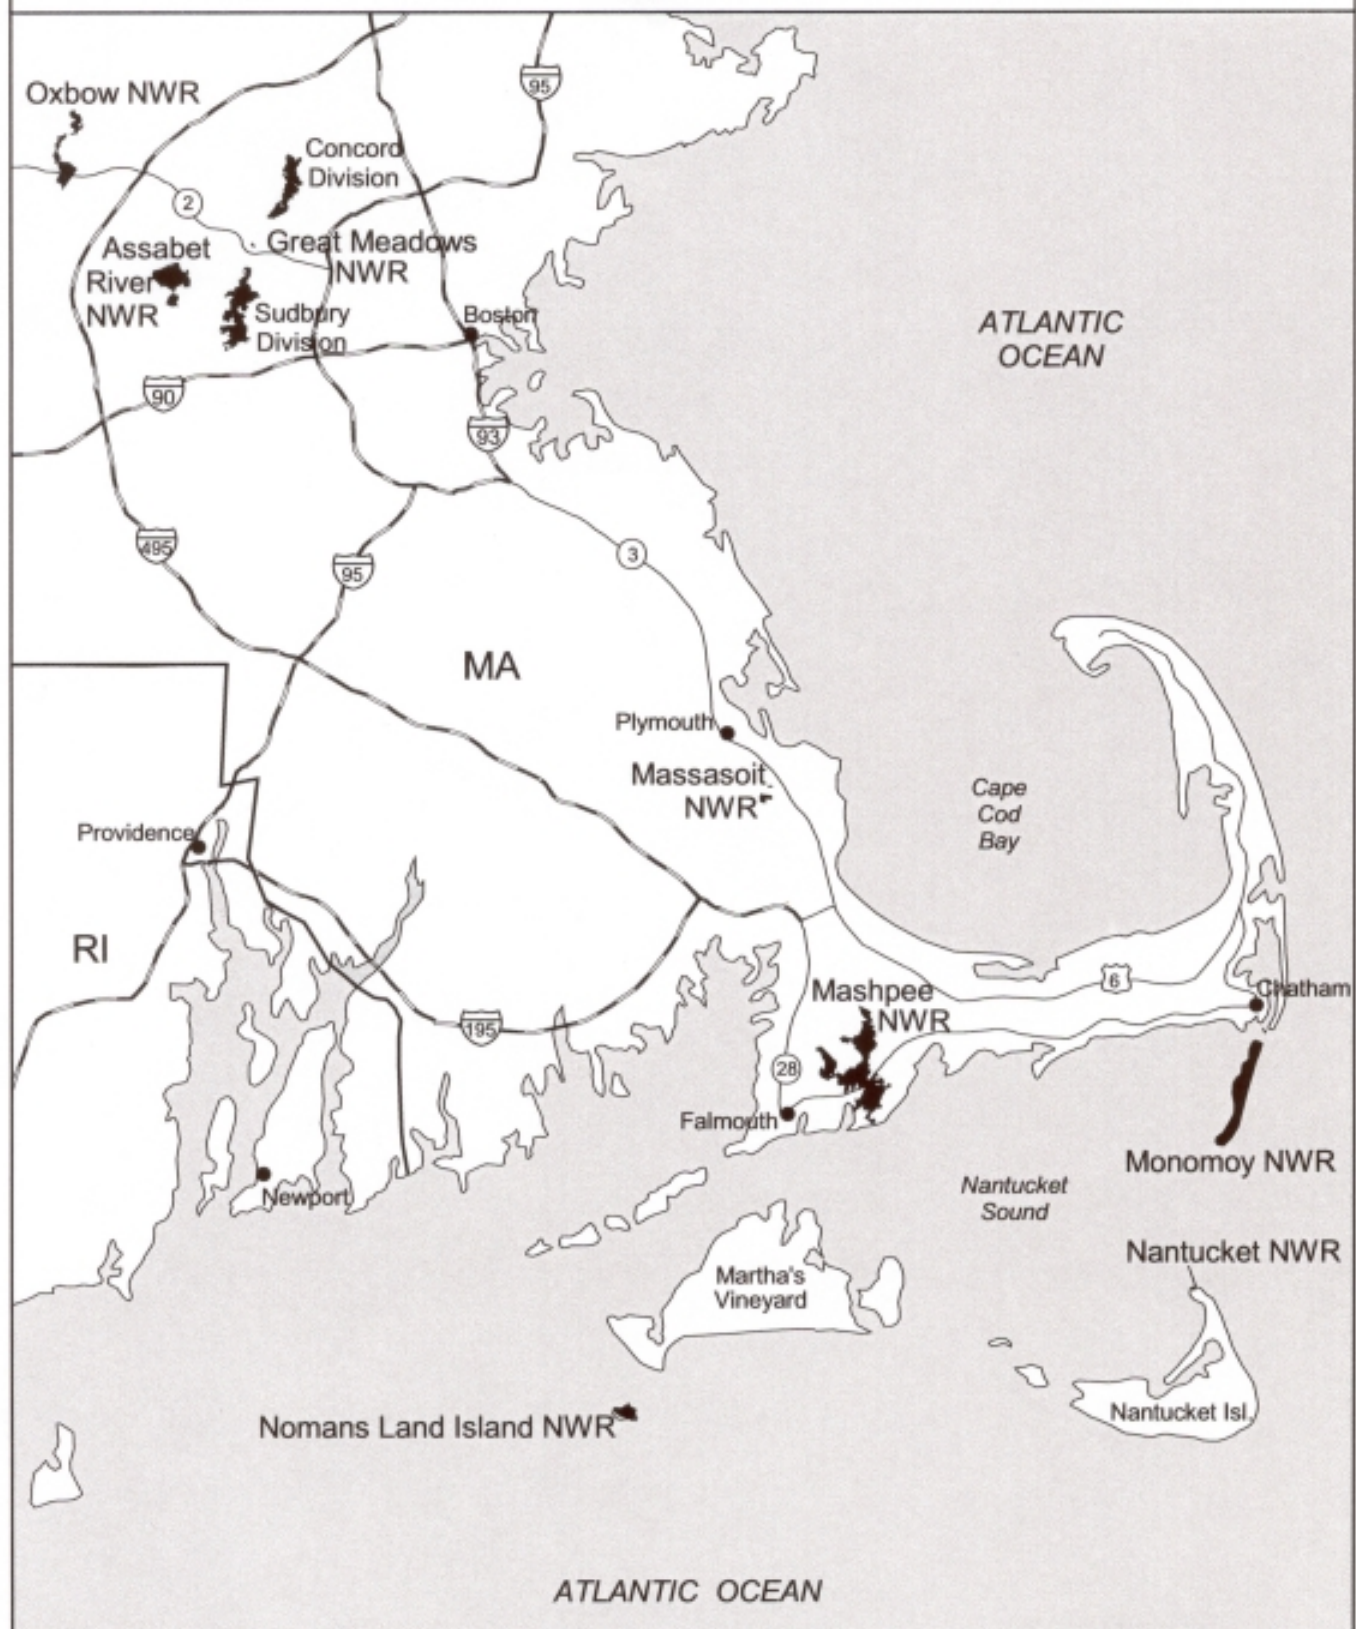 95
Oxbow NWR
Concord
Division
2
Assabet
River
NWR
Great Meadows
NWR
Sudbury
Division
Boston
ATLANTIC
OCEAN
90
93
495
95
3
MA
Plymouth
Massasoit
NWR
Cape
Cod
Bay
Providence
RI
6
Chatham
Mashpee
NWR
195
28
Falmouth
Monomoy NWR
Newport
Nantucket
Sound
Nantucket NWR
Martha's
Vineyard
Nantucket Isl.
Nomans Land Island NWR
ATLANTIC OCEAN